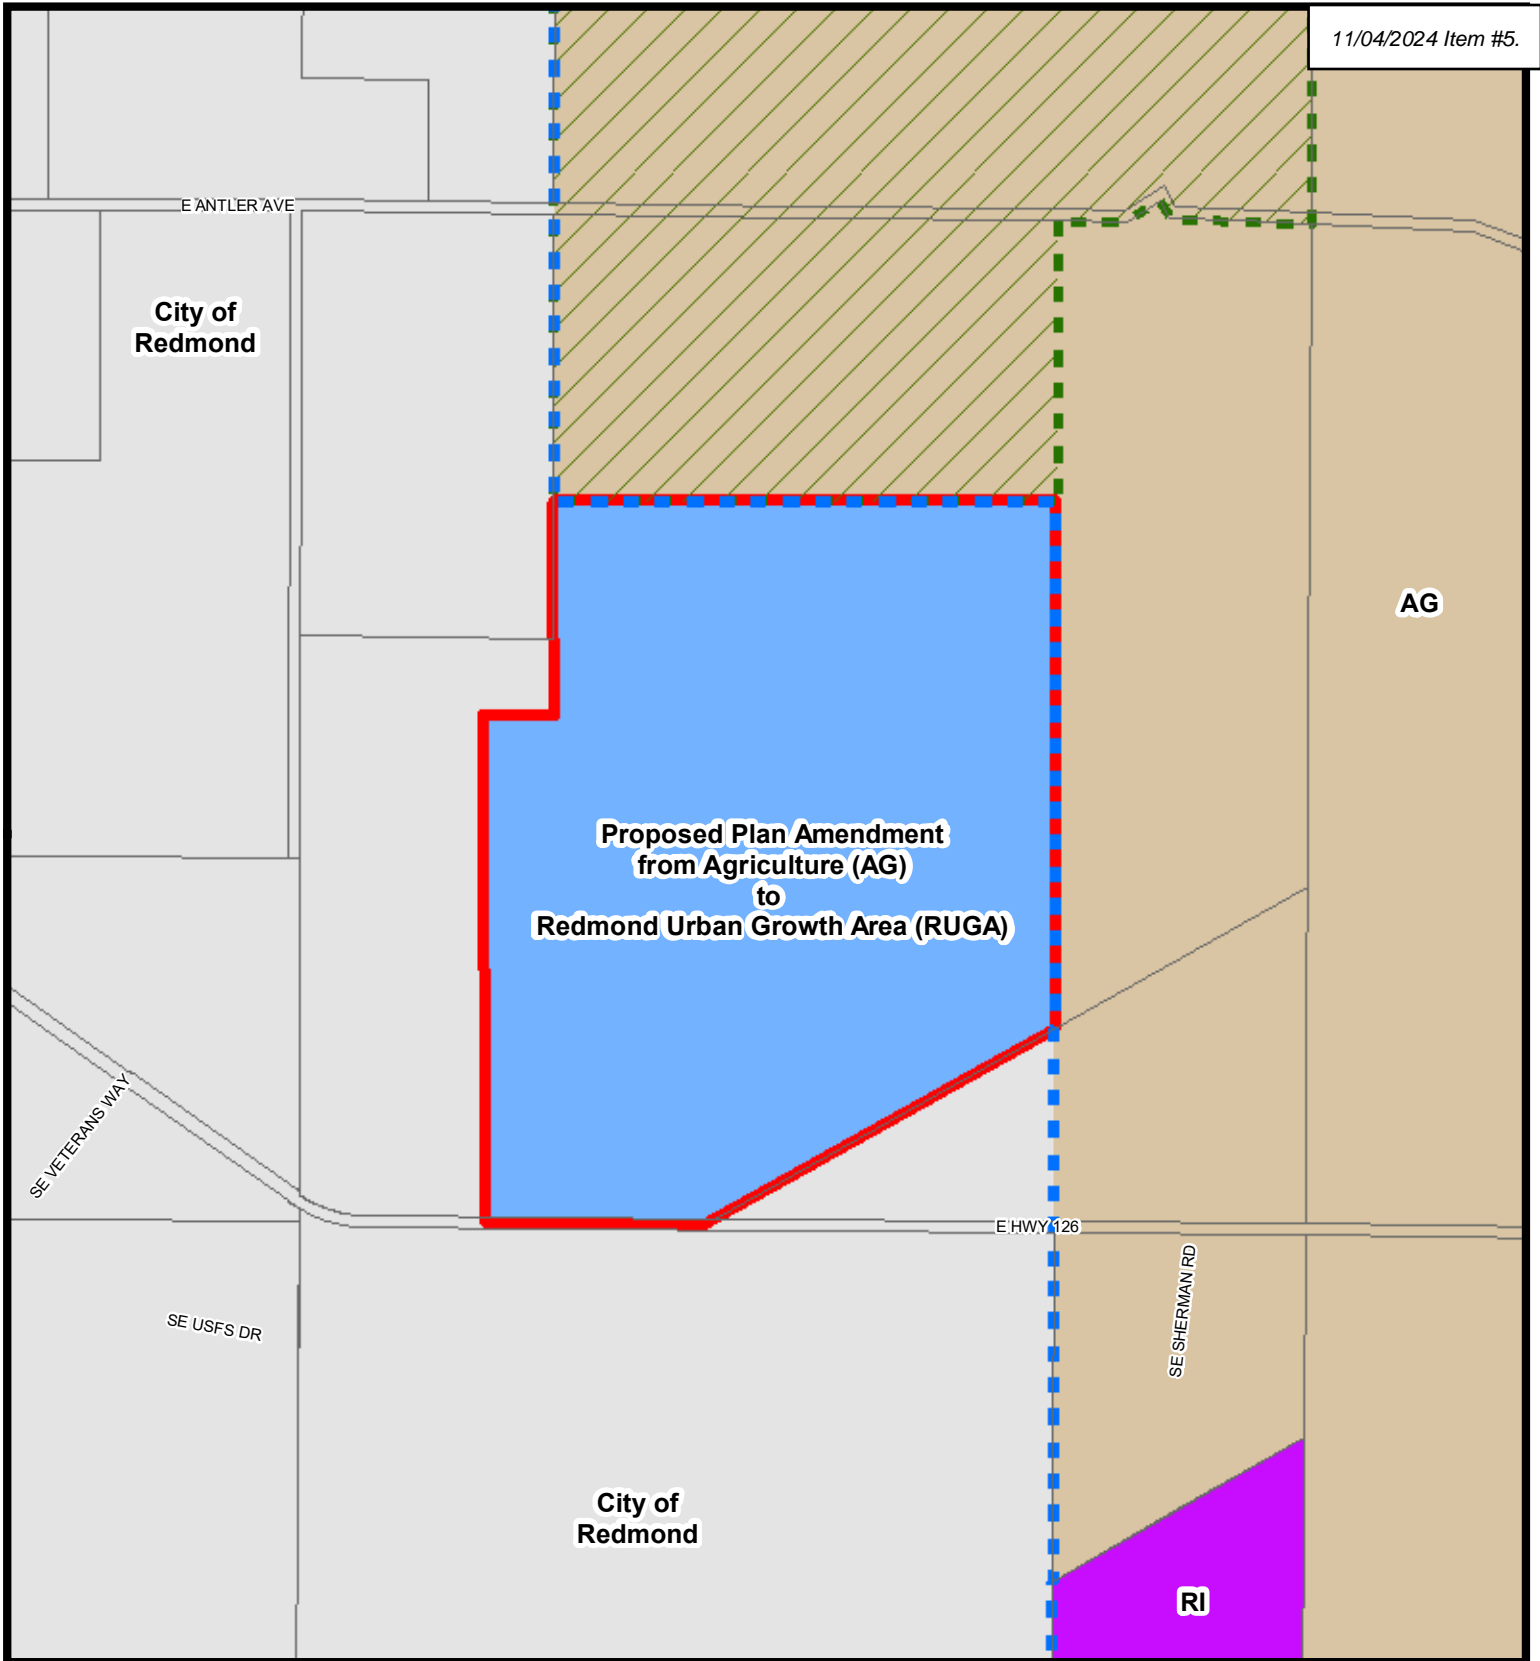 11/04/2024 Item #5.
E ANTLER AVE
City of
Redmond
AG
Proposed Plan Amendment
from Agriculture (AG)
to
Redmond Urban Growth Area (RUGA)
SE VETERANS WAY
E HWY 126
SE SHERMAN RD
SE USFS DR
City of
Redmond
RI